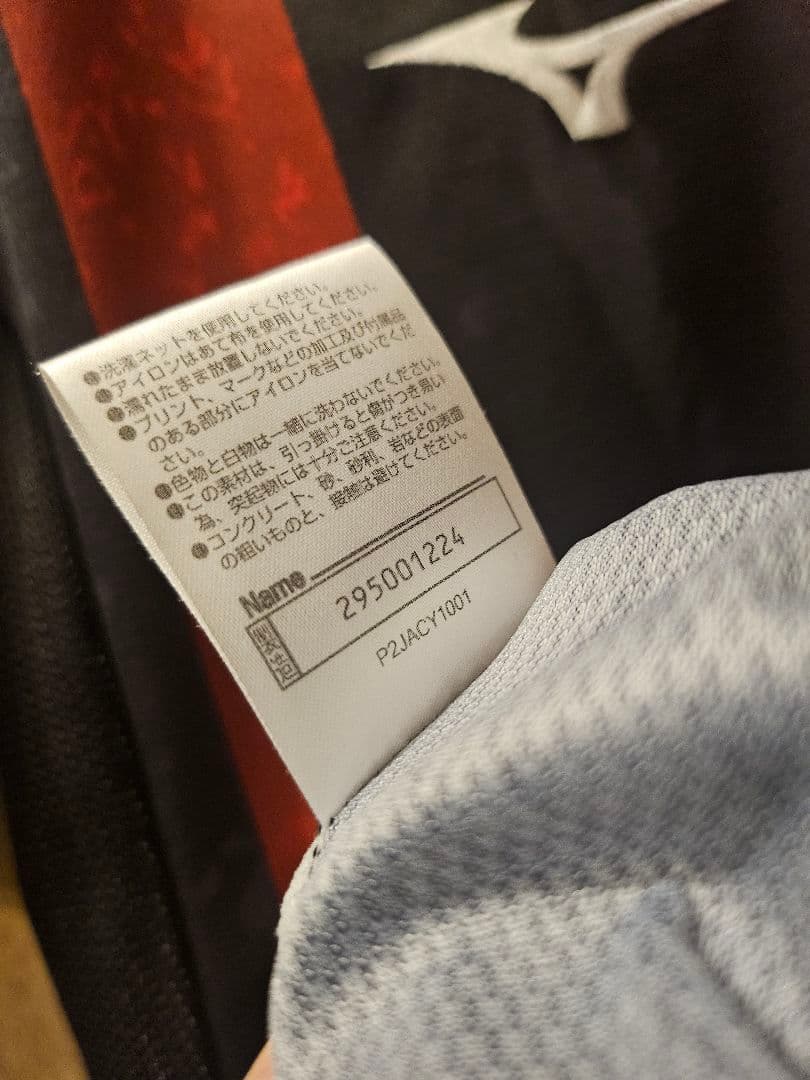 ●洗濯ネットを使用してください。
●アイロンはあて布を使用してください。
●濡れたまま放置しないでください。
●プリント、マークなどの加工及び付属品
のある部分にアイロンを当てないでくだ
さい。
●色物と白物は一緒に洗わないでください。
●この素材は、引っ掛けると傷がつき易い
為、突起物には十分ご注意ください。
●コンクリート、砂、砂利、岩などの表面
の粗いものと、接触は避けてください。
Name
295001224
P2JACY1001